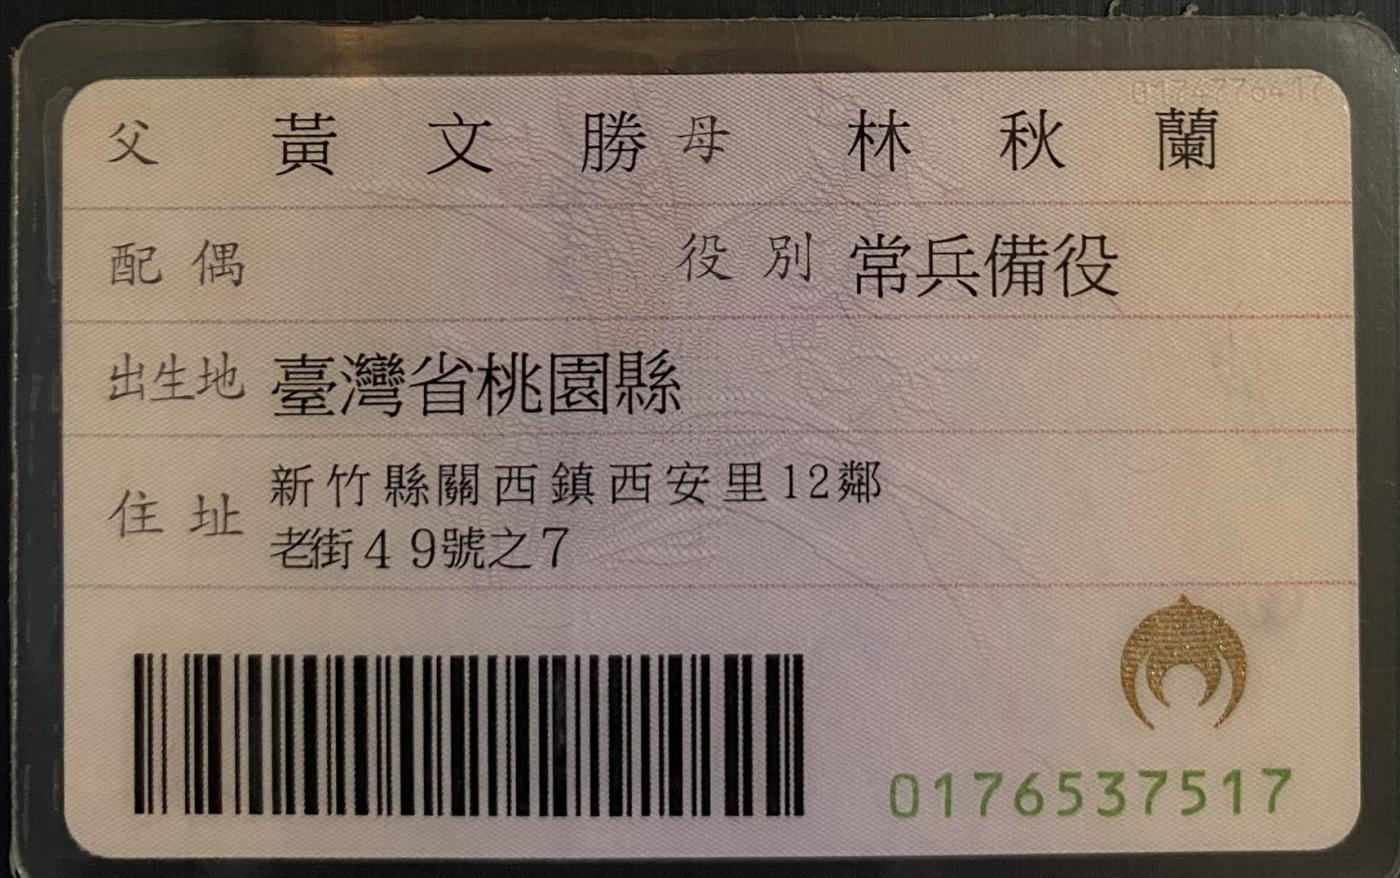 父 黃文勝 母 林秋蘭
配偶 役別 常兵備役
出生地 臺灣省桃園縣
住址 新竹縣關西鎮西安里12鄰
老街49號之7
0176537517